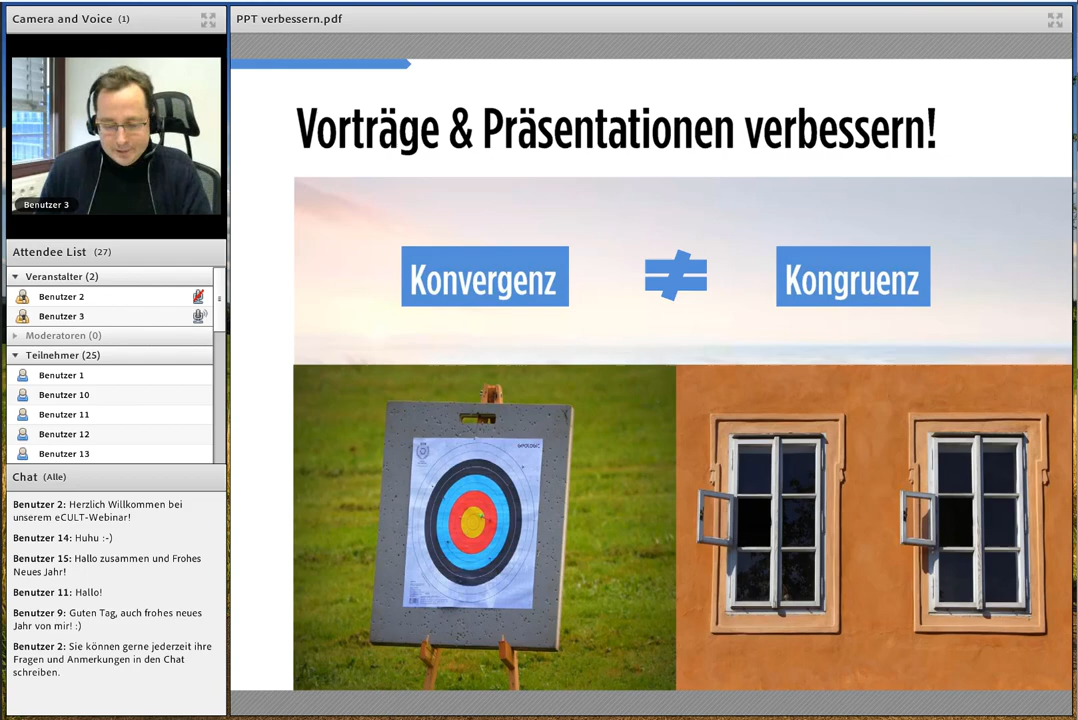 Camera and Voice (1)
Benutzer 3
Attendee List (27)
Veranstalter (2)
Benutzer 2
Benutzer 3
Moderatoren (0)
Teilnehmer (25)
Benutzer 1
Benutzer 10
Benutzer 11
Benutzer 12
Benutzer 13
Chat (Alle)
Benutzer 2: Herzlich Willkommen bei
unserem eCULT-Webinar!
Benutzer 14: Huhu :-)
Benutzer 15: Hallo zusammen und Frohes
Neues Jahr!
Benutzer 11: Hallo!
Benutzer 9: Guten Tag, auch frohes neues
Jahr von mir! :)
Benutzer 2: Sie können gerne jederzeit ihre
Fragen und Anmerkungen in den Chat
schreiben.
PPT verbessern.pdf
Vorträge & Präsentationen verbessern!
Konvergenz
≠
Kongruenz